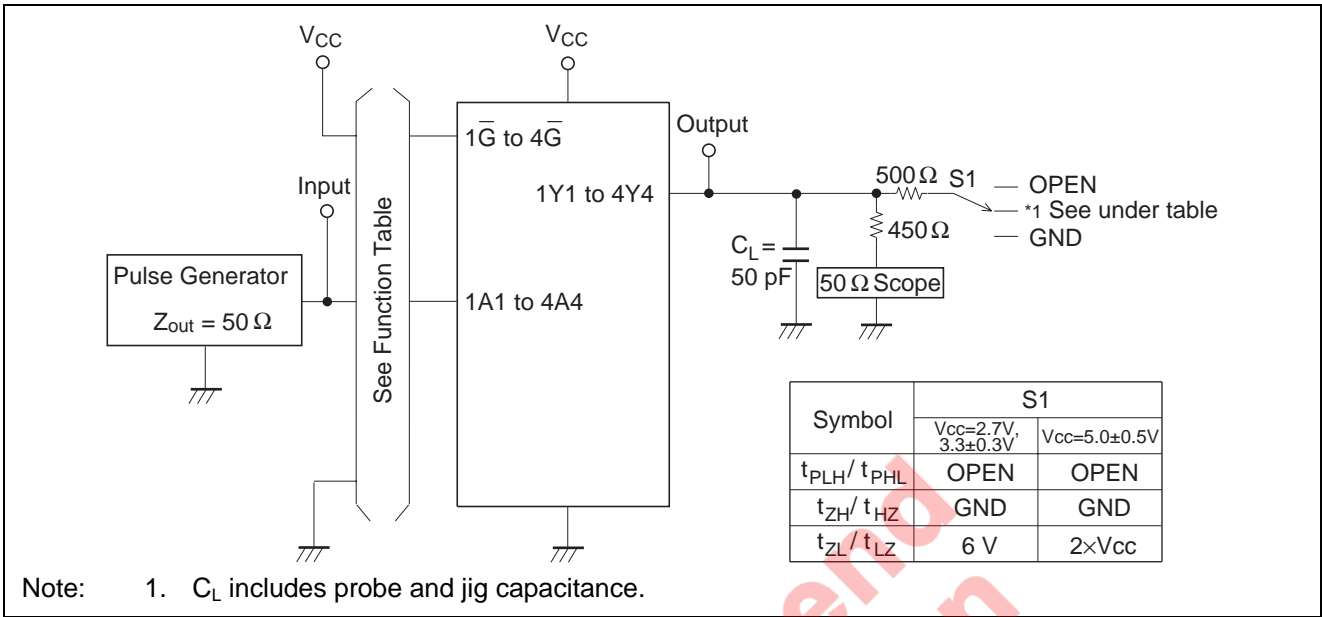 VCC
VCC
Output
1G̅ to 4G̅
Input
1Y1 to 4Y4
500 Ω
S1
OPEN
*1 See under table
GND
450 Ω
CL =
50 pF
50 Ω Scope
Pulse Generator
Zout = 50 Ω
See Function Table
1A1 to 4A4
Symbol S1
Vcc=2.7V, 3.3±0.3V Vcc=5.0±0.5V
tPLH / tPHL OPEN OPEN
tZH / tHZ GND GND
tZL / tLZ 6 V 2×Vcc
Note: 1. CL includes probe and jig capacitance.